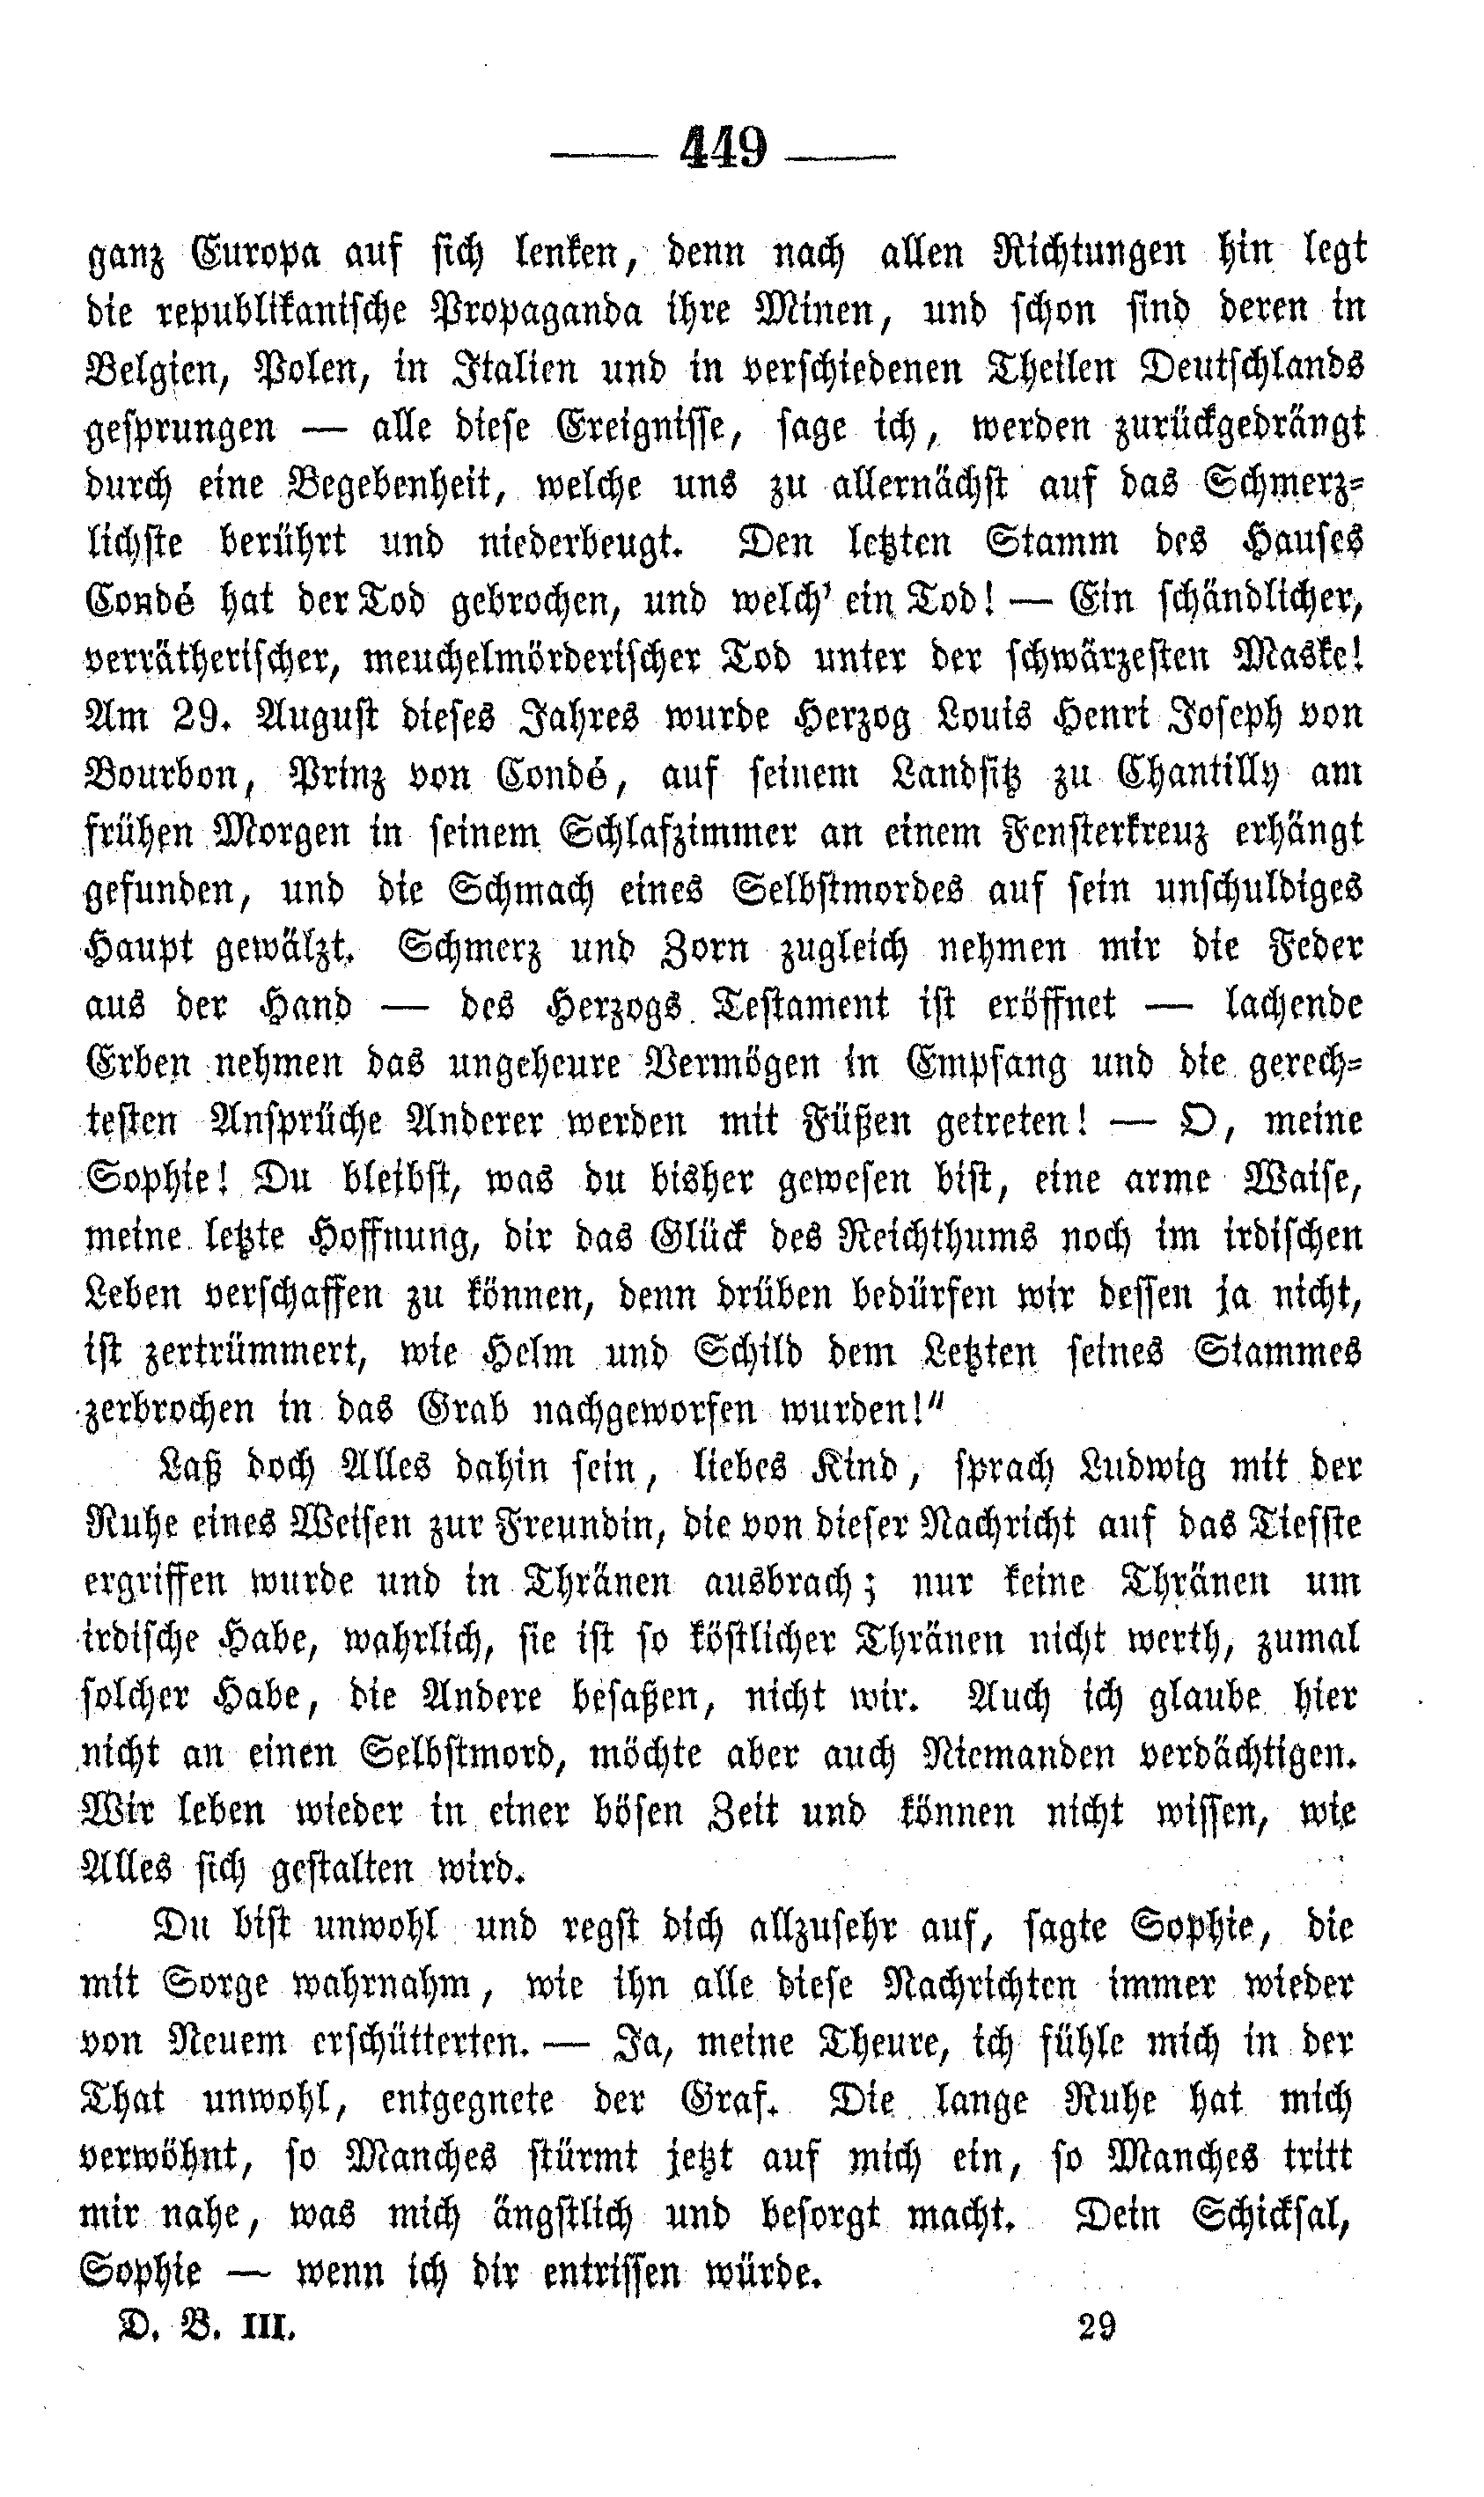 — 449 —
ganz Europa auf sich lenken, denn nach allen Richtungen hin legt
die republikanische Propaganda ihre Minen, und schon sind deren in
Belgien, Polen, in Italien und in verschiedenen Theilen Deutschlands
gesprungen — alle diese Ereignisse, sage ich, werden zurückgedrängt
durch eine Begebenheit, welche uns zu allernächst auf das Schmerz-
lichste berührt und niederbeugt. Den letzten Stamm des Hauses
Condé hat der Tod gebrochen, und welch' ein Tod! — Ein schändlicher,
verrätherischer, meuchelmörderischer Tod unter der schwärzesten Maske!
Am 29. August dieses Jahres wurde Herzog Louis Henri Joseph von
Bourbon, Prinz von Condé, auf seinem Landsitz zu Chantilly am
frühen Morgen in seinem Schlafzimmer an einem Fensterkreuz erhängt
gefunden, und die Schmach eines Selbstmordes auf sein unschuldiges
Haupt gewälzt. Schmerz und Zorn zugleich nehmen mir die Feder
aus der Hand — des Herzogs Testament ist eröffnet — lachende
Erben nehmen das ungeheure Vermögen in Empfang und die gerech-
testen Ansprüche Anderer werden mit Füßen getreten! — O, meine
Sophie! Du bleibst, was du bisher gewesen bist, eine arme Waise,
meine letzte Hoffnung, dir das Glück des Reichthums noch im irdischen
Leben verschaffen zu können, denn drüben bedürfen wir dessen ja nicht,
ist zertrümmert, wie Helm und Schild dem Letzten seines Stammes
zerbrochen in das Grab nachgeworfen wurden!“
Laß doch Alles dahin sein, liebes Kind, sprach Ludwig mit der
Ruhe eines Weisen zur Freundin, die von dieser Nachricht auf das Tiefste
ergriffen wurde und in Thränen ausbrach; nur keine Thränen um
irdische Habe, wahrlich, sie ist so köstlicher Thränen nicht werth, zumal
solcher Habe, die Andere besaßen, nicht wir. Auch ich glaube hier
nicht an einen Selbstmord, möchte aber auch Niemanden verdächtigen.
Wir leben wieder in einer bösen Zeit und können nicht wissen, wie
Alles sich gestalten wird.
Du bist unwohl und regst dich allzusehr auf, sagte Sophie, die
mit Sorge wahrnahm, wie ihn alle diese Nachrichten immer wieder
von Neuem erschütterten. — Ja, meine Theure, ich fühle mich in der
That unwohl, entgegnete der Graf. Die lange Ruhe hat mich
verwöhnt, so Manches stürmt jetzt auf mich ein, so Manches tritt
mir nahe, was mich ängstlich und besorgt macht. Dein Schicksal,
Sophie — wenn ich dir entrissen würde.
D. B. III. 29